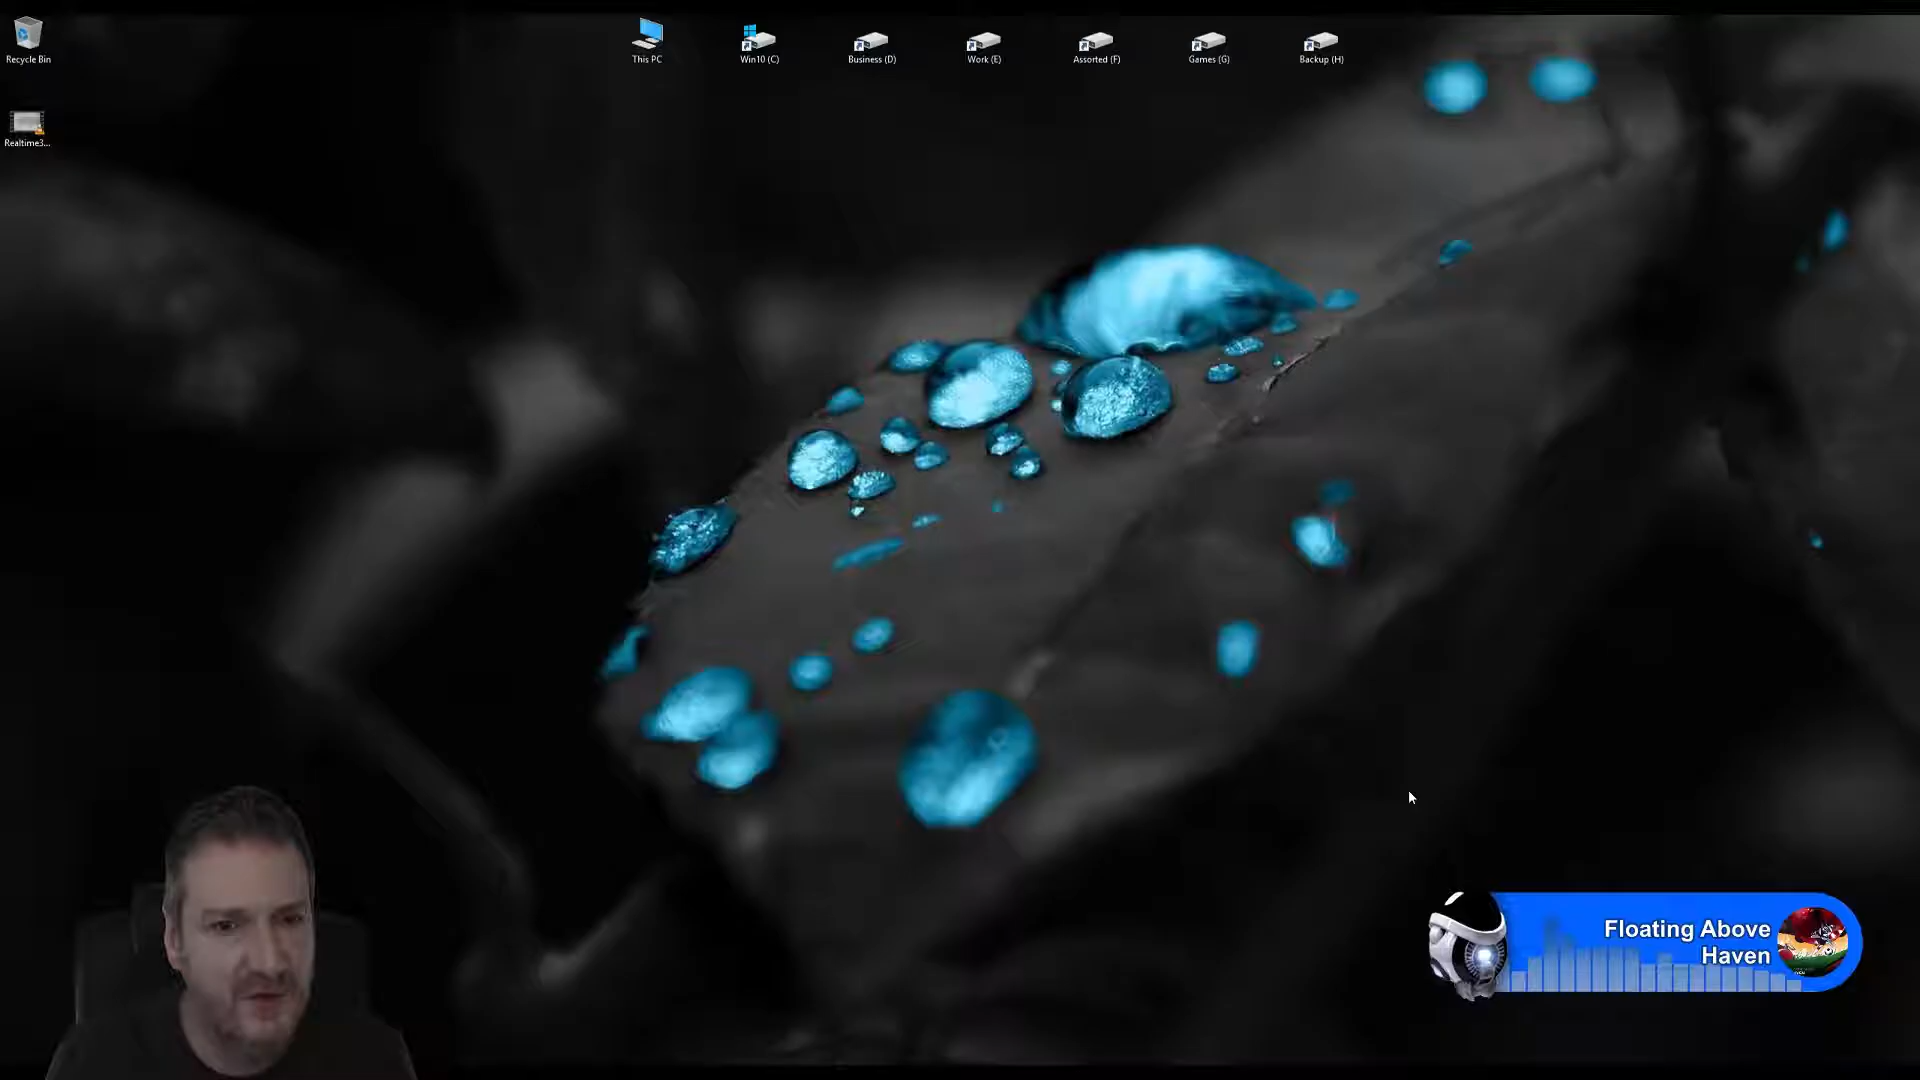 Recycle Bin
This PC
Win10 (C)
Business (D)
Work (E)
Assorted (F)
Games (G)
Backup (H)
Realtime3...
Floating Above
Haven